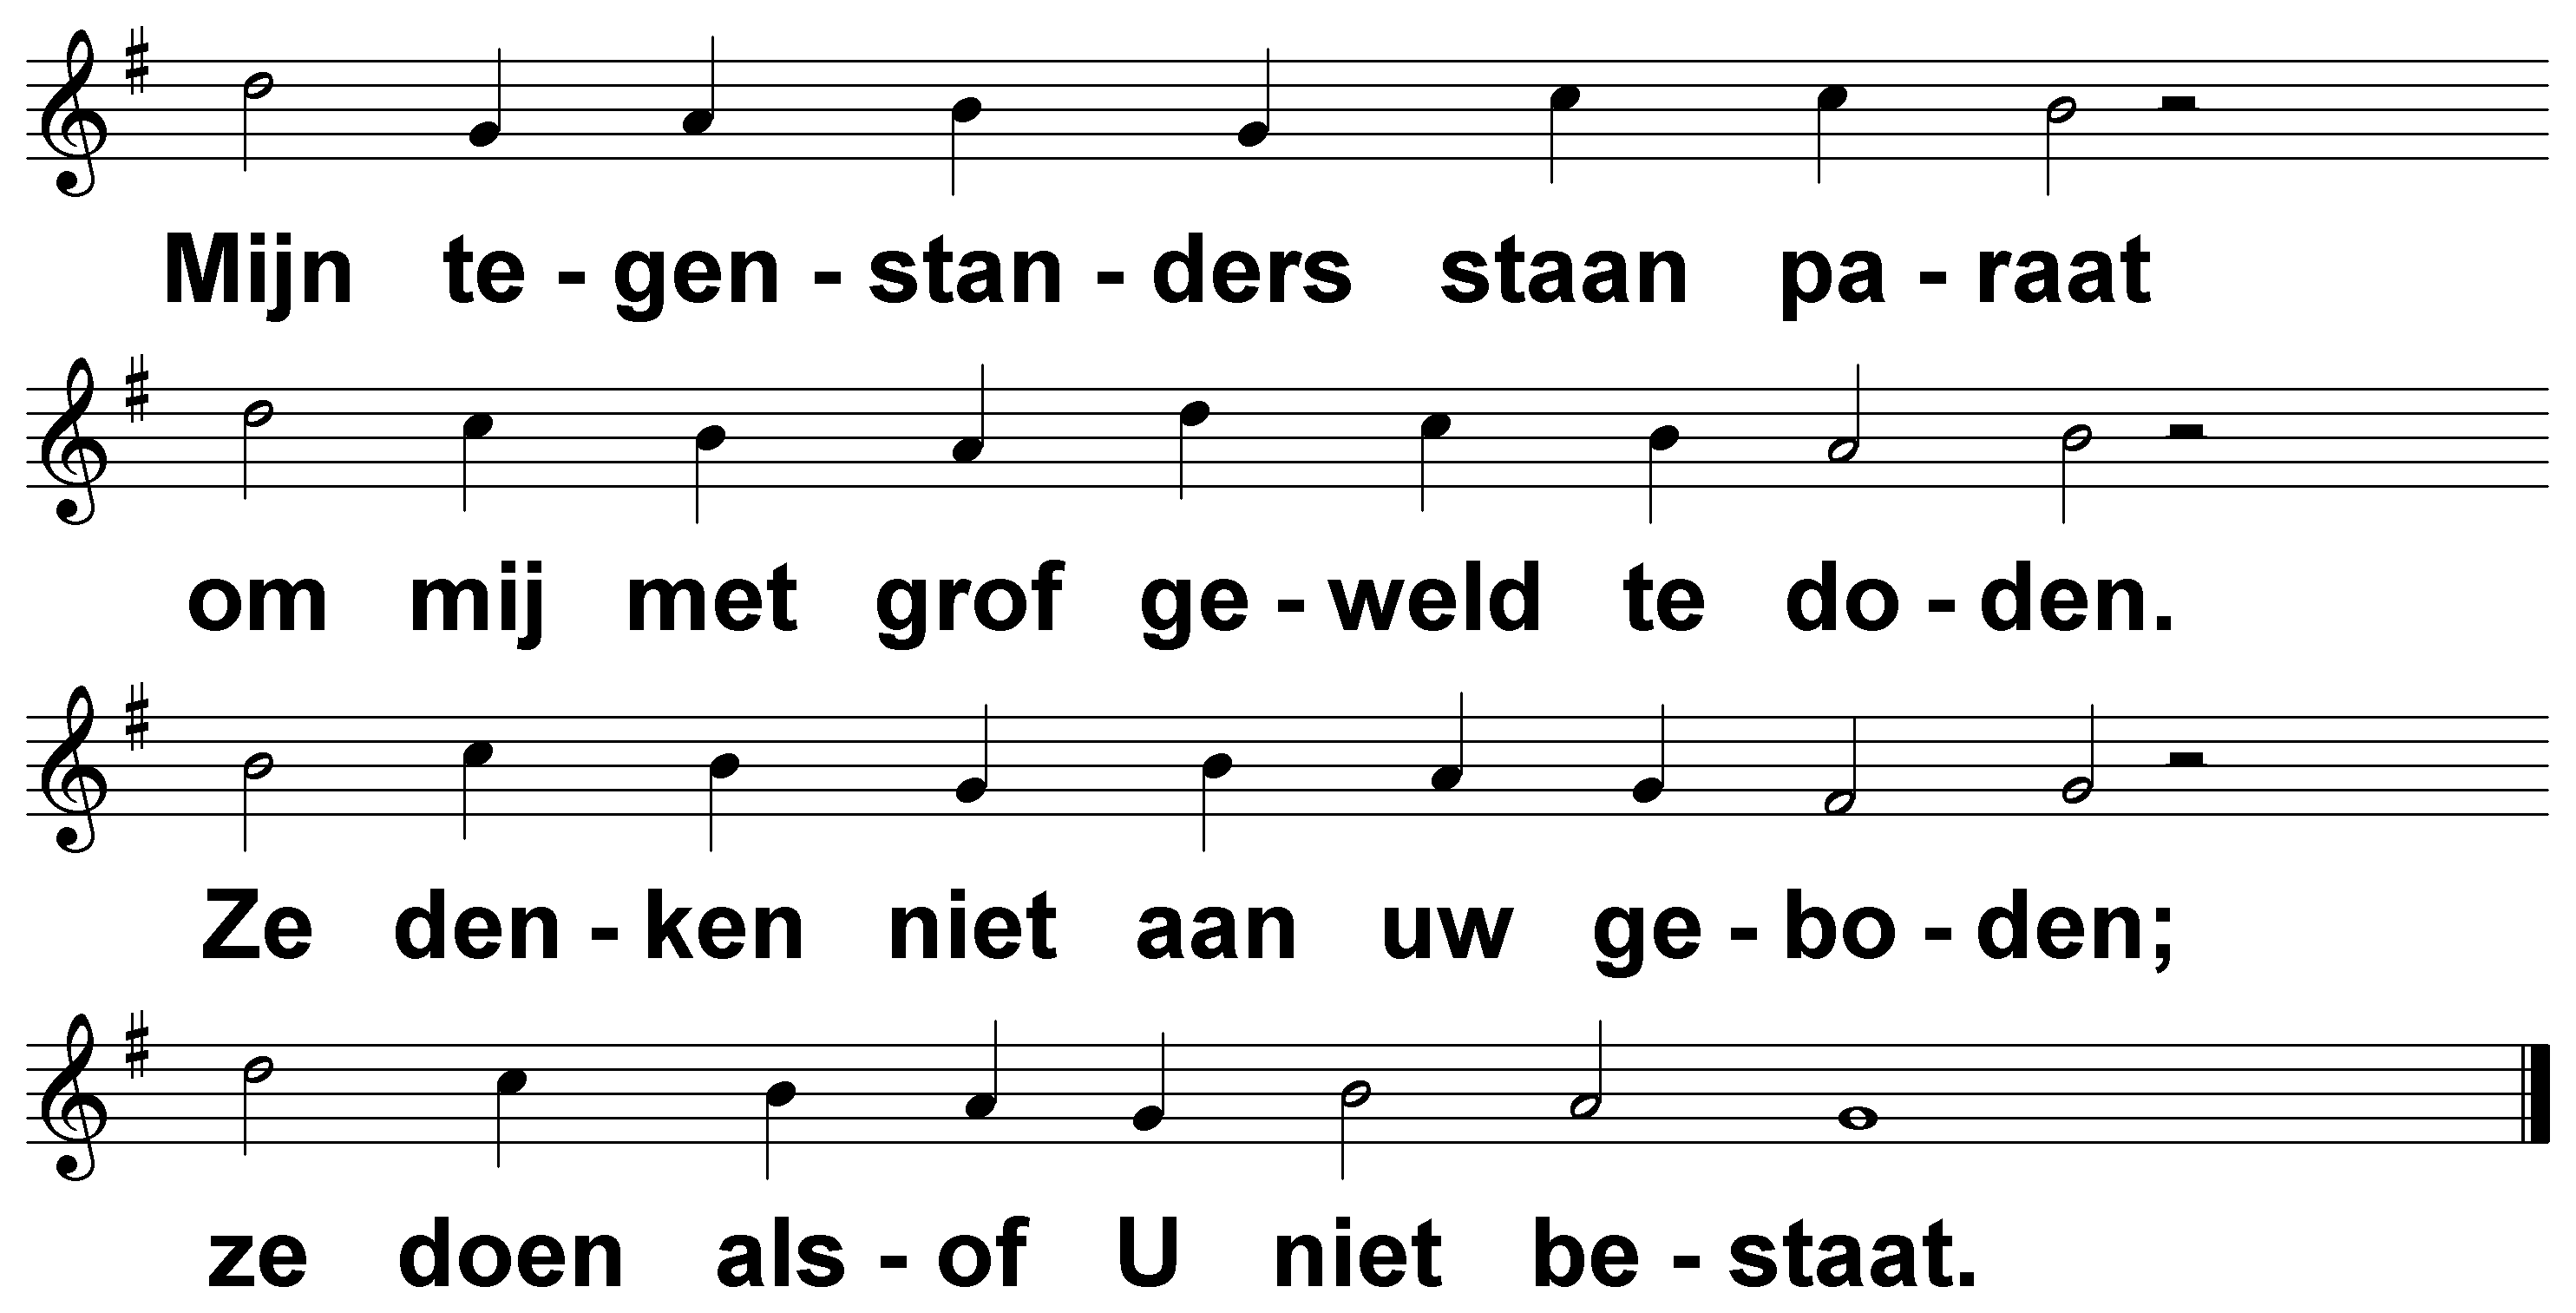 Mijn te - gen - stan - ders staan pa - raat
om mij met grof ge - weld te do - den.
Ze den - ken niet aan uw ge - bo - den;
ze doen als - of U niet be - staat.